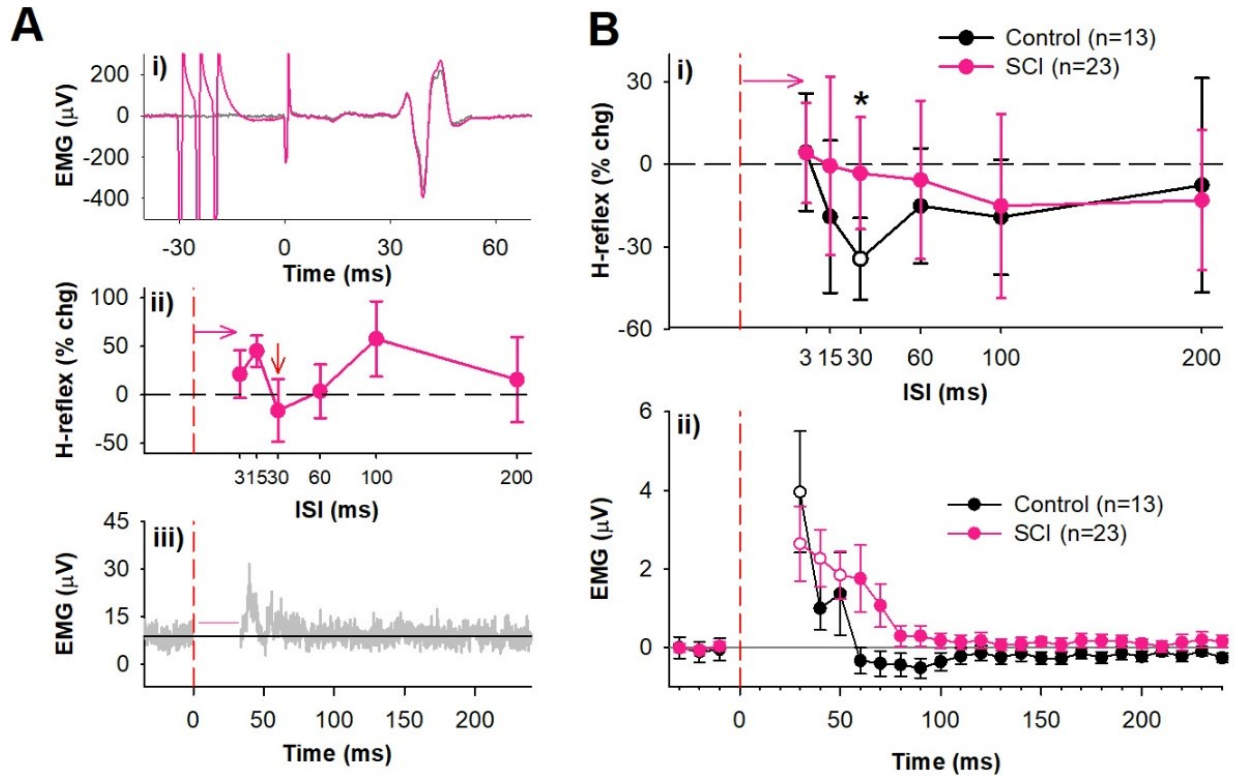 A
i)
EMG (µV)
200
0
-200
-400
-30 0 30 60
Time (ms)
ii)
H-reflex (% chg)
100
50
0
-50
3 15 30 60 100 200
ISI (ms)
iii)
EMG (µV)
45
30
15
0
0 50 100 150 200
Time (ms)
B
Control (n=13)
SCI (n=23)
i)
*
H-reflex (% chg)
30
0
-30
-60
3 15 30 60 100 200
ISI (ms)
ii)
Control (n=13)
SCI (n=23)
EMG (µV)
6
4
2
0
0 50 100 150 200
Time (ms)